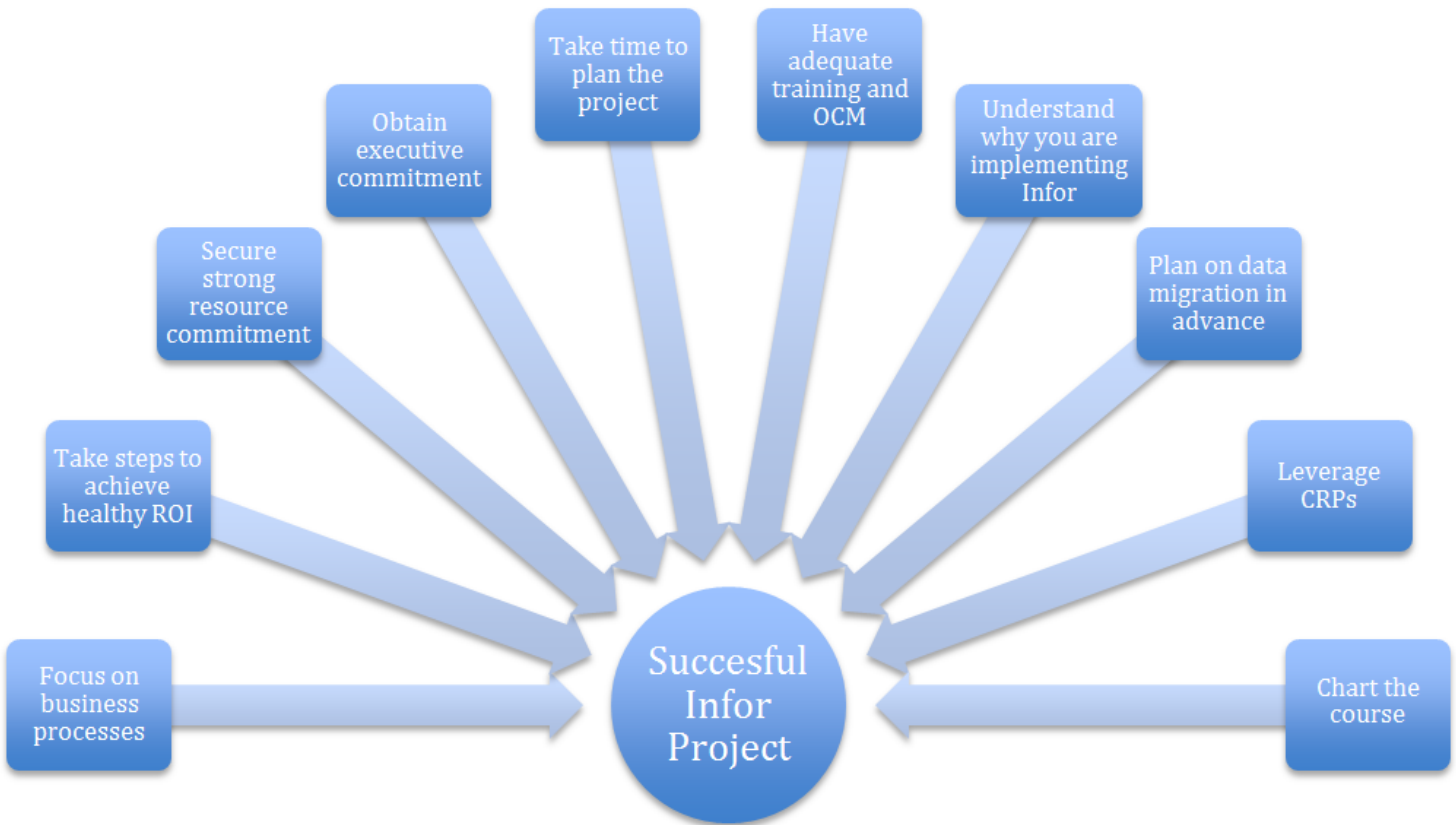 Focus on
business
processes
Take steps to
achieve
healthy ROI
Secure
strong
resource
commitment
Obtain
executive
commitment
Take time to
plan the
project
Have
adequate
training and
OCM
Understand
why you are
implementing
Infor
Plan on data
migration in
advance
Leverage
CRPs
Chart the
course
Succesful
Infor
Project